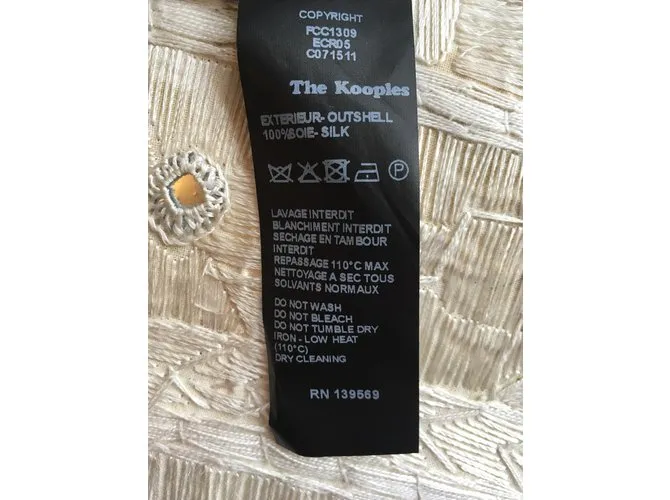 COPYRIGHT
FCC1309
ECR05
C071511
The Kooples
EXTERIEUR- OUTSHELL
100%SOIE- SILK
P
LAVAGE INTERDIT
BLANCHIMENT INTERDIT
SECHAGE EN TAMBOUR
INTERDIT
REPASSAGE 110°C MAX
NETTOYAGE A SEC TOUS
SOLVANTS NORMAUX
DO NOT WASH
DO NOT BLEACH
DO NOT TUMBLE DRY
IRON - LOW HEAT
(110°C)
DRY CLEANING
RN 139569